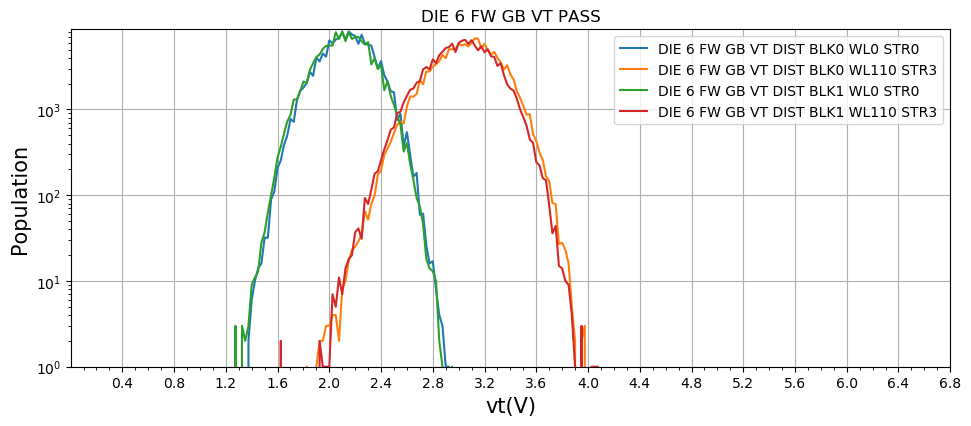 DIE 6 FW GB VT PASS
DIE 6 FW GB VT DIST BLK0 WL0 STR0
DIE 6 FW GB VT DIST BLK0 WL110 STR3
DIE 6 FW GB VT DIST BLK1 WL0 STR0
DIE 6 FW GB VT DIST BLK1 WL110 STR3
Population
10³
10²
10¹
10⁰
0.4 0.8 1.2 1.6 2.0 2.4 2.8 3.2 3.6 4.0 4.4 4.8 5.2 5.6 6.0 6.4 6.8
vt(V)